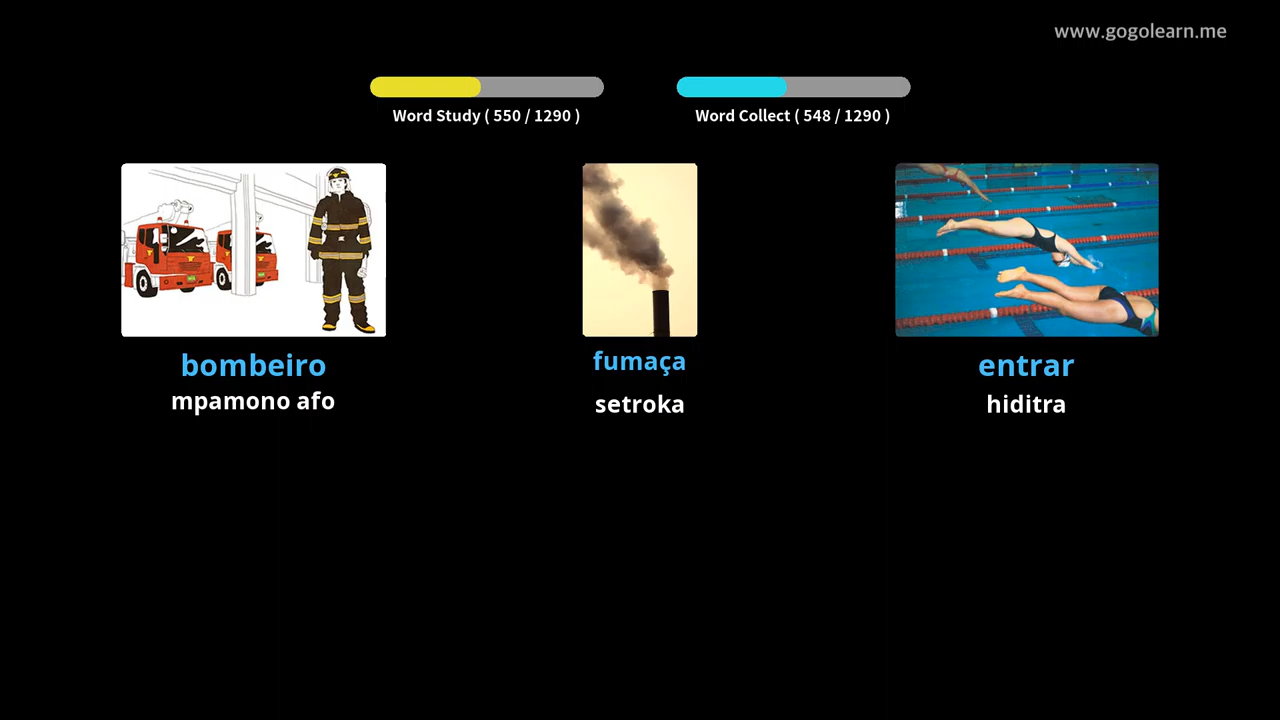 www.gogolearn.me
Word Study ( 550 / 1290 )
Word Collect ( 548 / 1290 )
bombeiro
mpamono afo
fumaça
setroka
entrar
hiditra